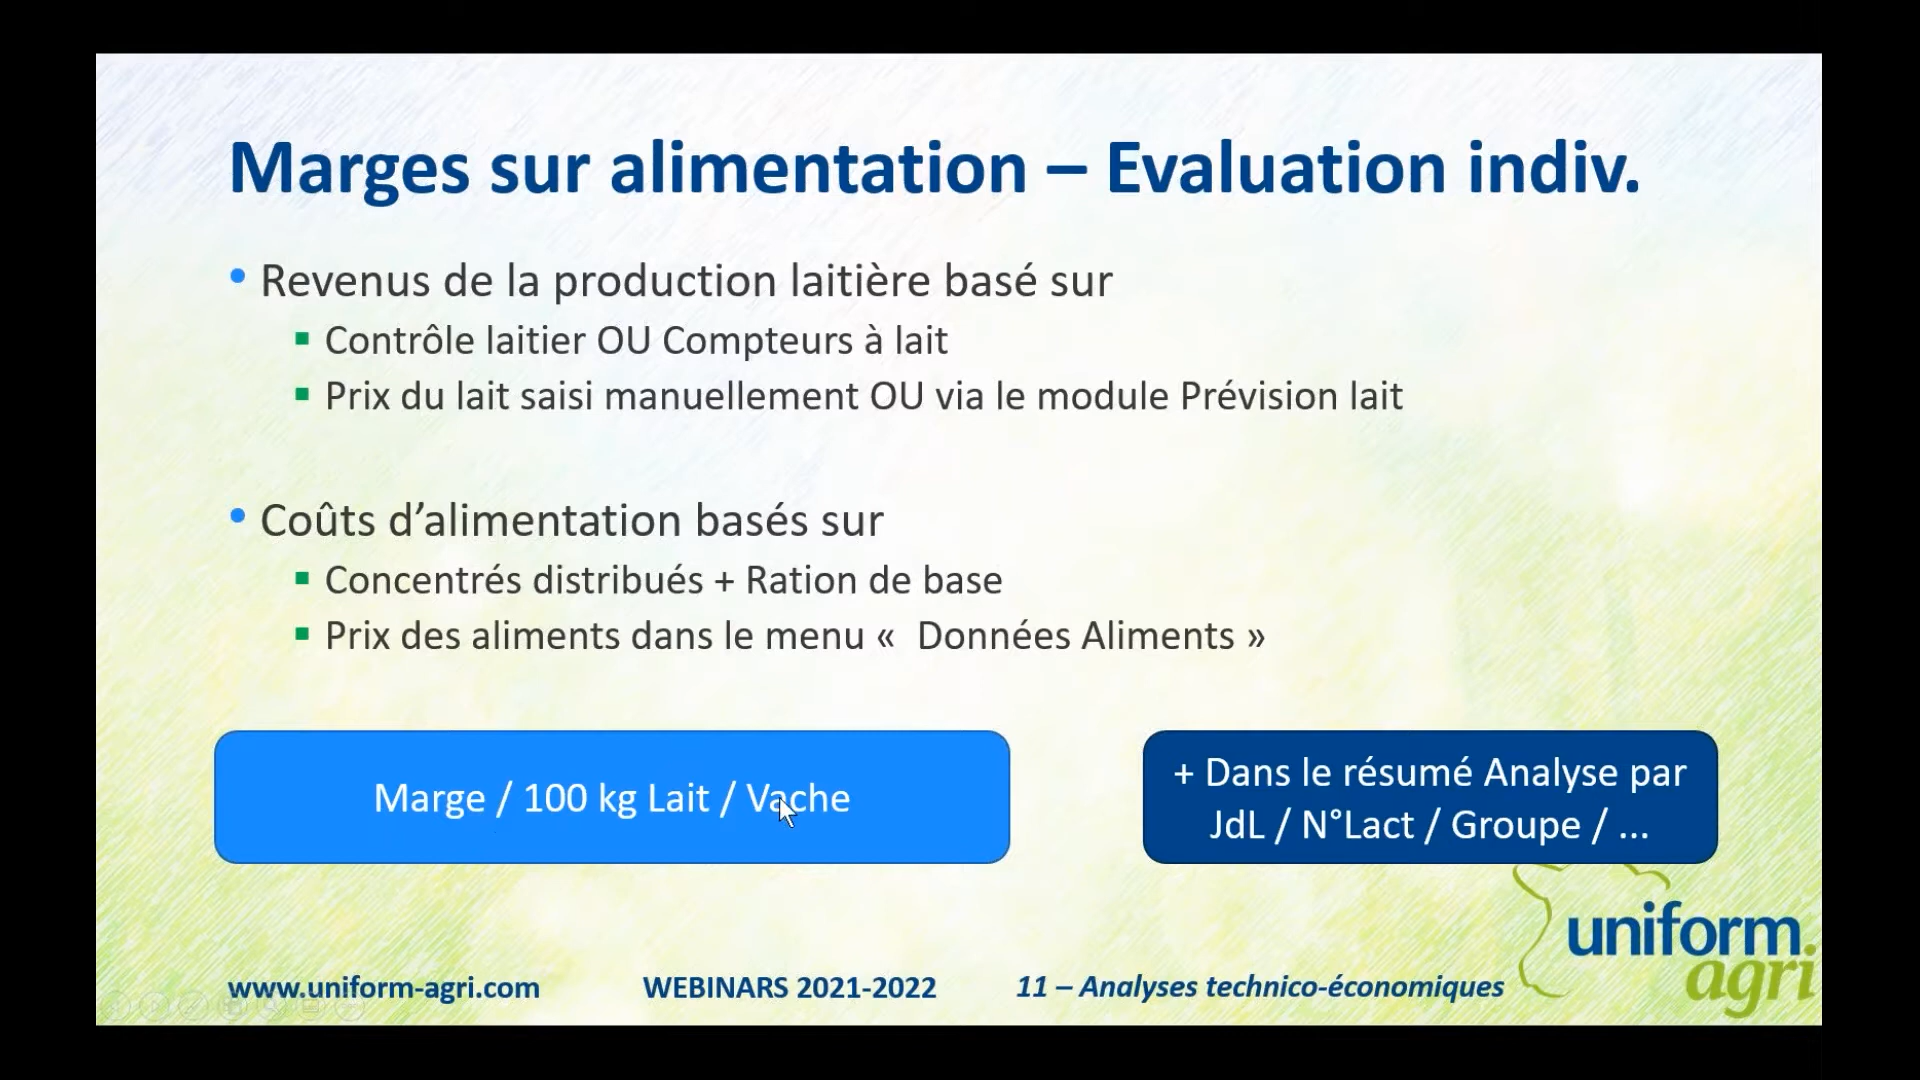 Marges sur alimentation – Evaluation indiv.
• Revenus de la production laitière basé sur
▪ Contrôle laitier OU Compteurs à lait
▪ Prix du lait saisi manuellement OU via le module Prévision lait
• Coûts d’alimentation basés sur
▪ Concentrés distribués + Ration de base
▪ Prix des aliments dans le menu «  Données Aliments »
Marge / 100 kg Lait / Vache
+ Dans le résumé Analyse par
JdL / N°Lact / Groupe / ...
uniform.
agri
www.uniform-agri.com WEBINARS 2021-2022 11 – Analyses technico-économiques